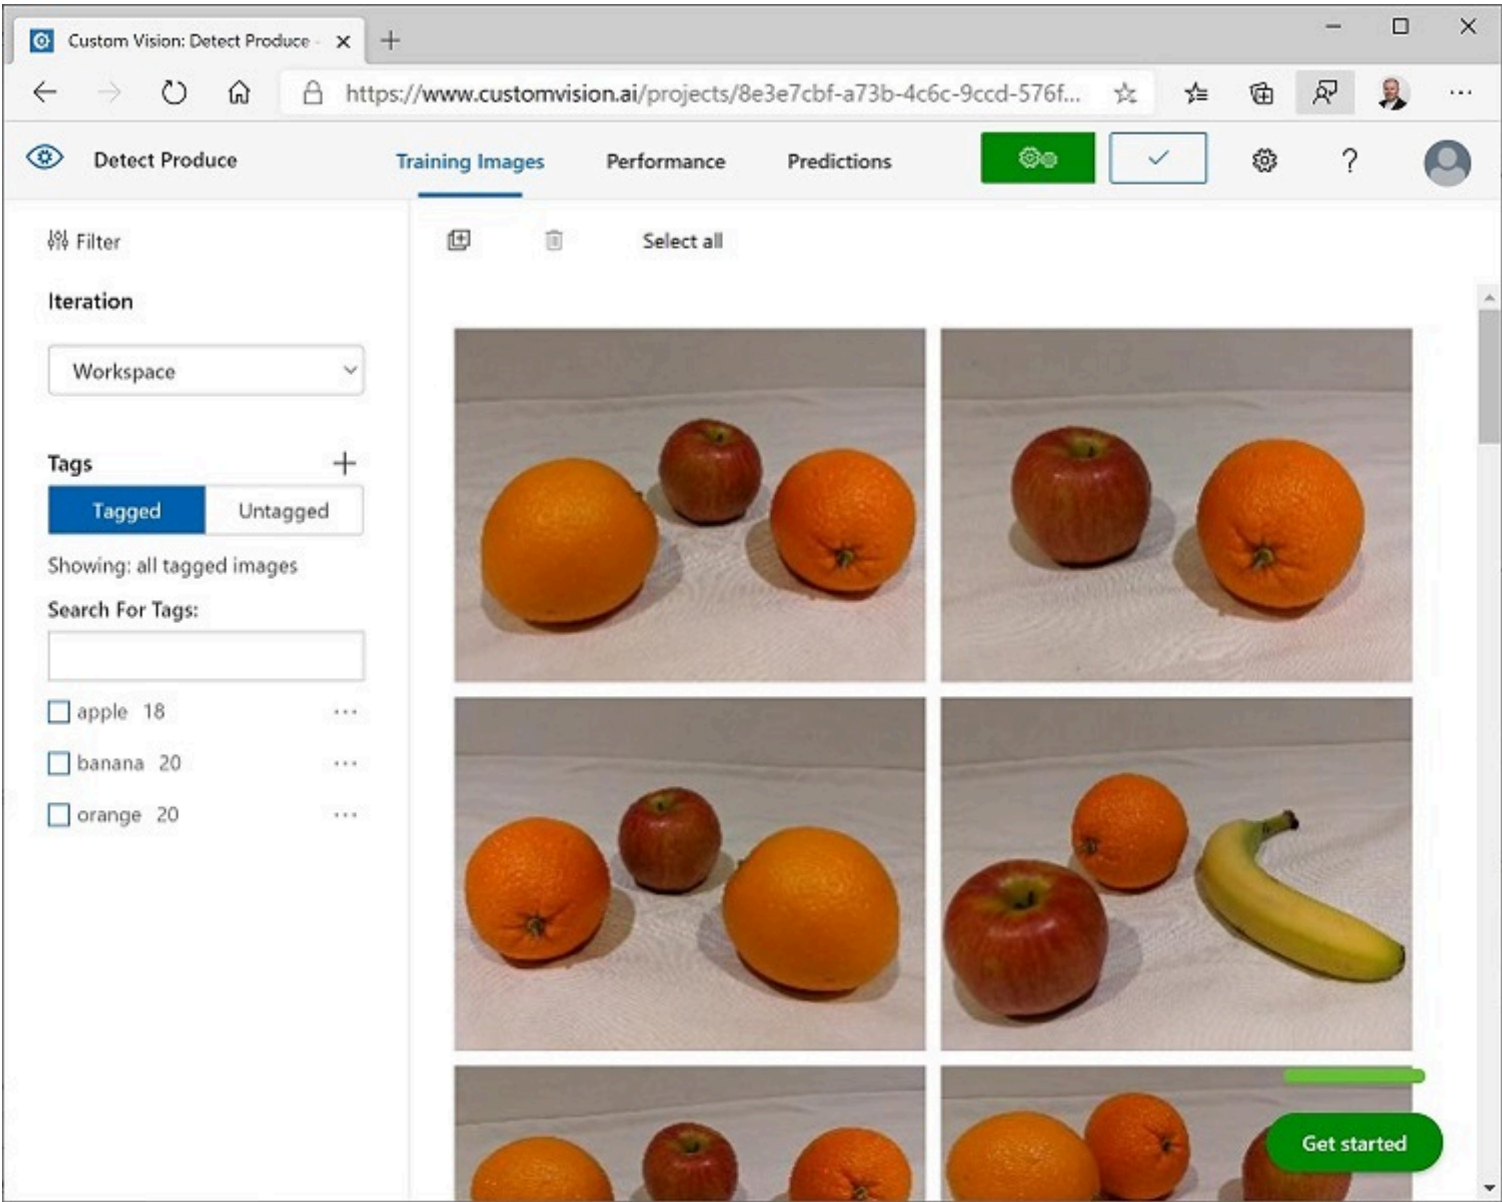 Custom Vision: Detect Produce -
https://www.customvision.ai/projects/8e3e7cbf-a73b-4c6c-9ccd-576f...
Detect Produce
Training Images
Performance
Predictions
?
Filter
Select all
Iteration
Workspace
Tags
Tagged
Untagged
Showing: all tagged images
Search For Tags:
apple 18
banana 20
orange 20
Get started